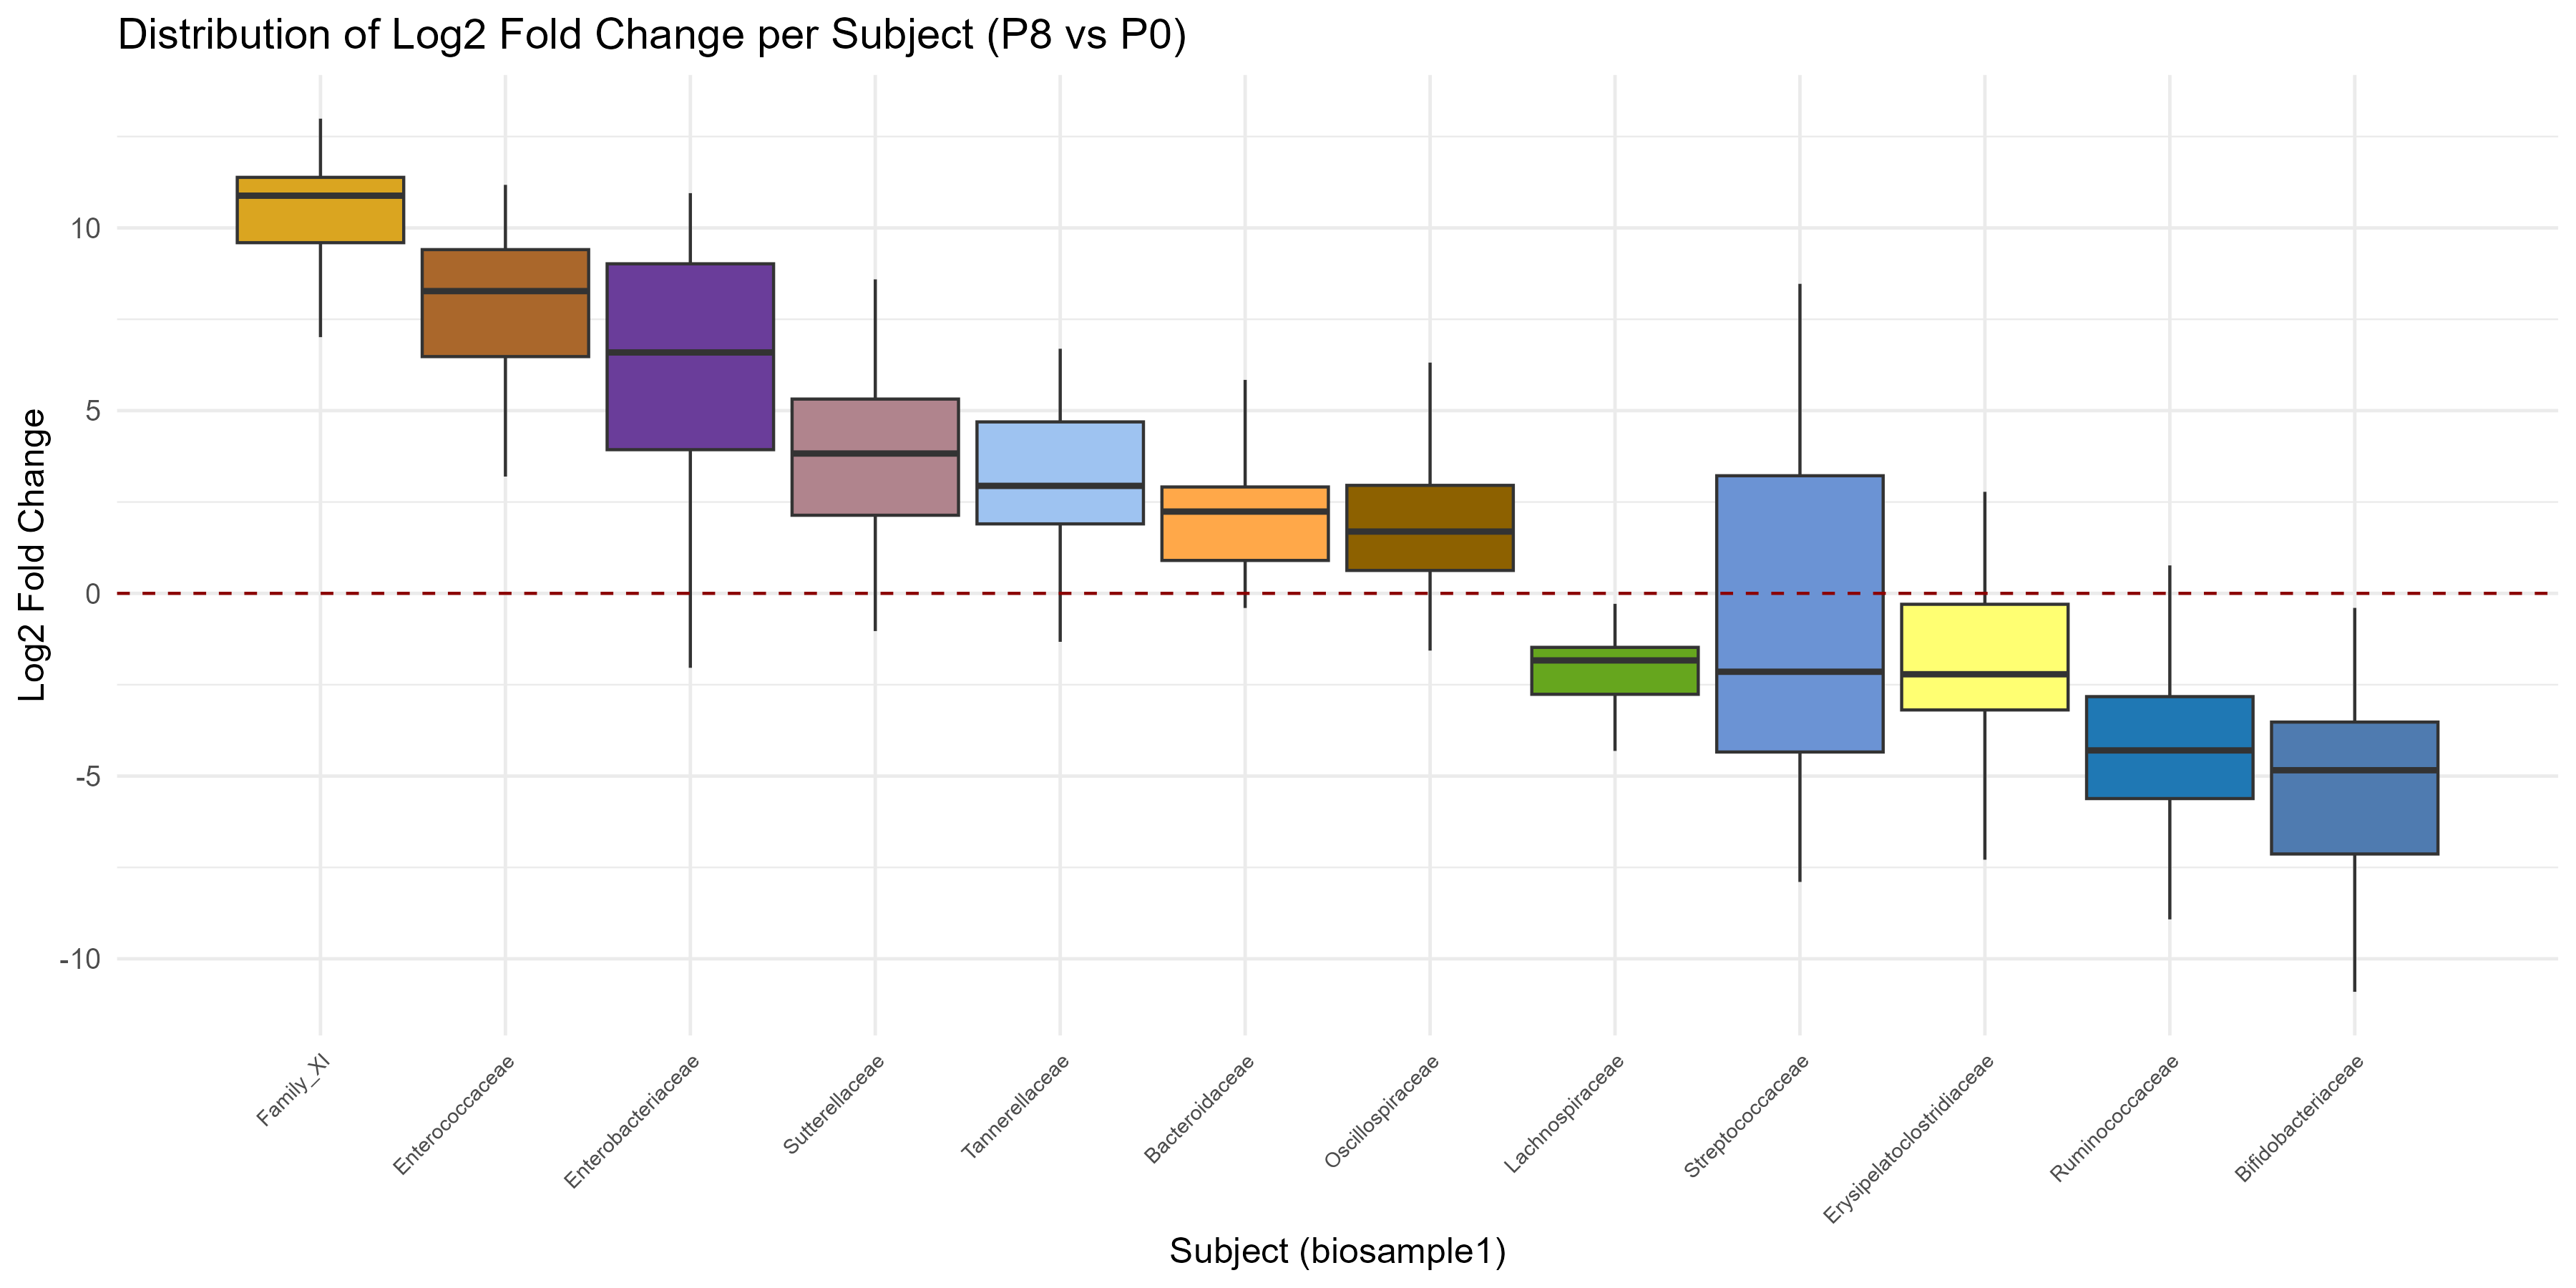 Distribution of Log2 Fold Change per Subject (P8 vs P0)
Log2 Fold Change
10
5
0
-5
-10
Family_XI
Enterococcaceae
Enterobacteriaceae
Sutterellaceae
Tannerellaceae
Bacteroidaceae
Oscillospiraceae
Lachnospiraceae
Streptococcaceae
Erysipelatoclostridiaceae
Ruminococcaceae
Bifidobacteriaceae
Subject (biosample1)